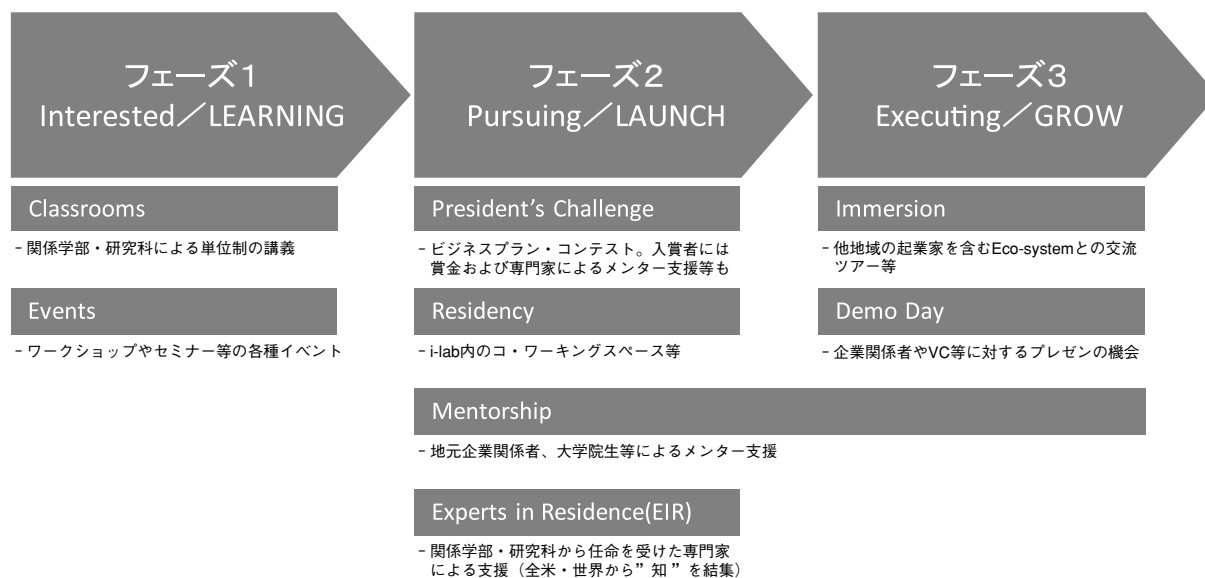 フェーズ1
Interested／LEARNING
フェーズ2
Pursuing／LAUNCH
フェーズ3
Executing／GROW
Classrooms
- 関係学部・研究科による単位制の講義
Events
- ワークショップやセミナー等の各種イベント
President's Challenge
- ビジネスプラン・コンテスト。入賞者には
賞金および専門家によるメンター支援等も
Residency
- i-lab内のコ・ワーキングスペース等
Immersion
- 他地域の起業家を含むEco-systemとの交流
ツアー等
Demo Day
- 企業関係者やVC等に対するプレゼンの機会
Mentorship
- 地元企業関係者、大学院生等によるメンター支援
Experts in Residence(EIR)
- 関係学部・研究科から任命を受けた専門家
による支援（全米・世界から”知”を結集）